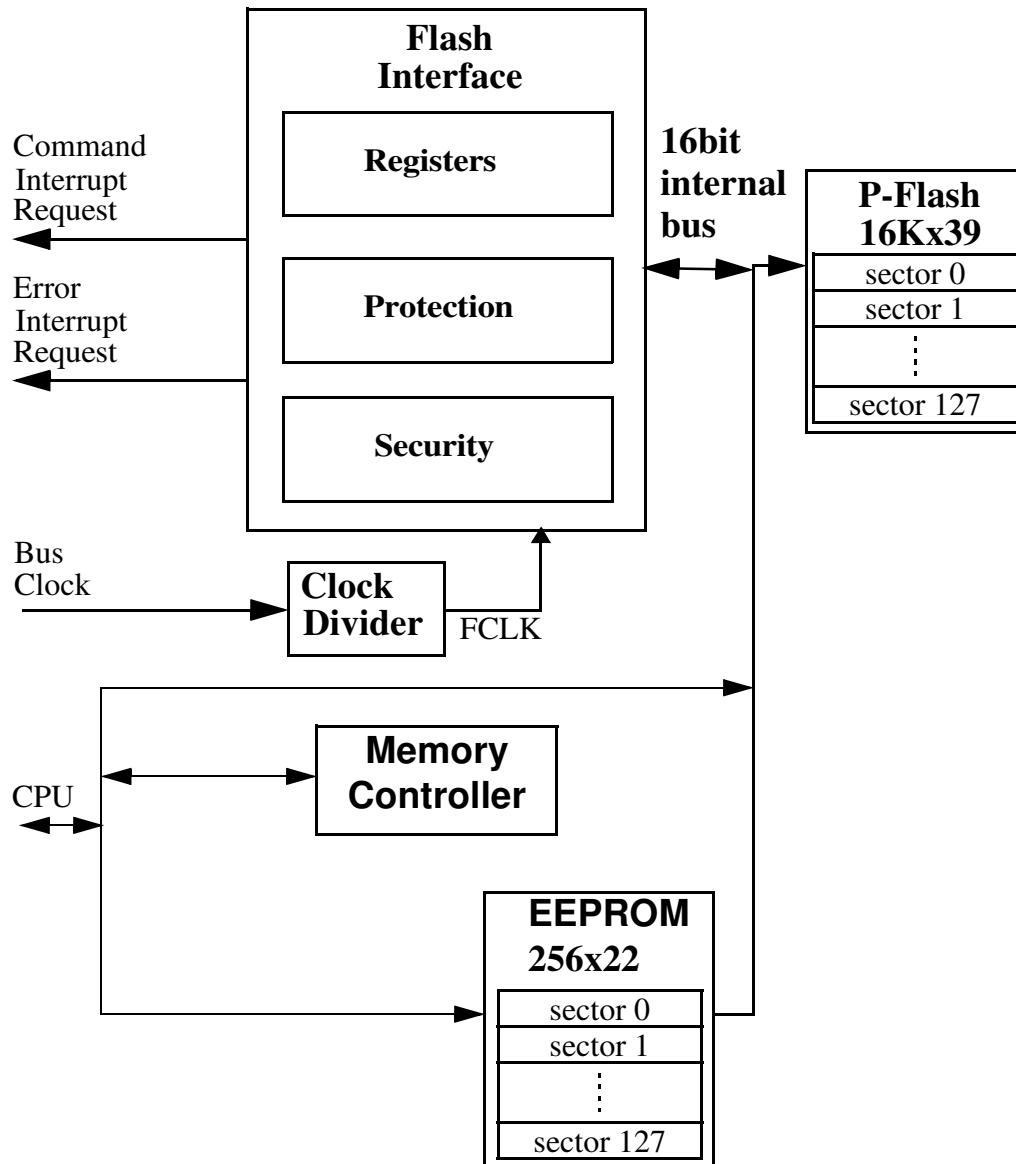 Flash
Interface
Registers
Protection
Security
Command
Interrupt
Request
Error
Interrupt
Request
16bit
internal
bus
P-Flash
16Kx39
sector 0
sector 1
sector 127
Bus
Clock
Clock
Divider
FCLK
CPU
Memory
Controller
EEPROM
256x22
sector 0
sector 1
sector 127